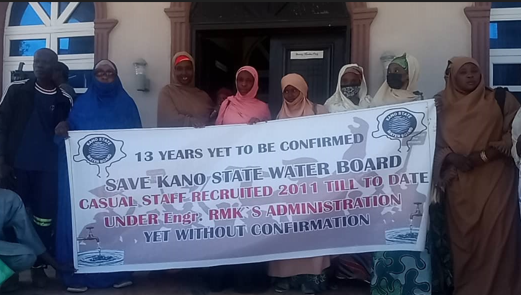 13 YEARS YET TO BE CONFIRMED
SAVE KANO STATE WATER BOARD
CASUAL STAFF RECRUITED 2011 TILL TO DATE
UNDER Engr. RMK`S ADMINISTRATION
YET WITHOUT CONFIRMATION